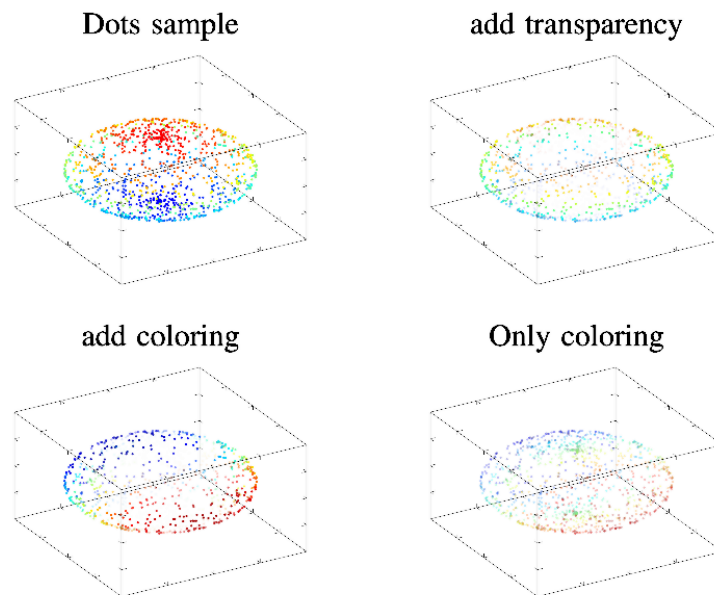 Dots sample
add transparency
add coloring
Only coloring